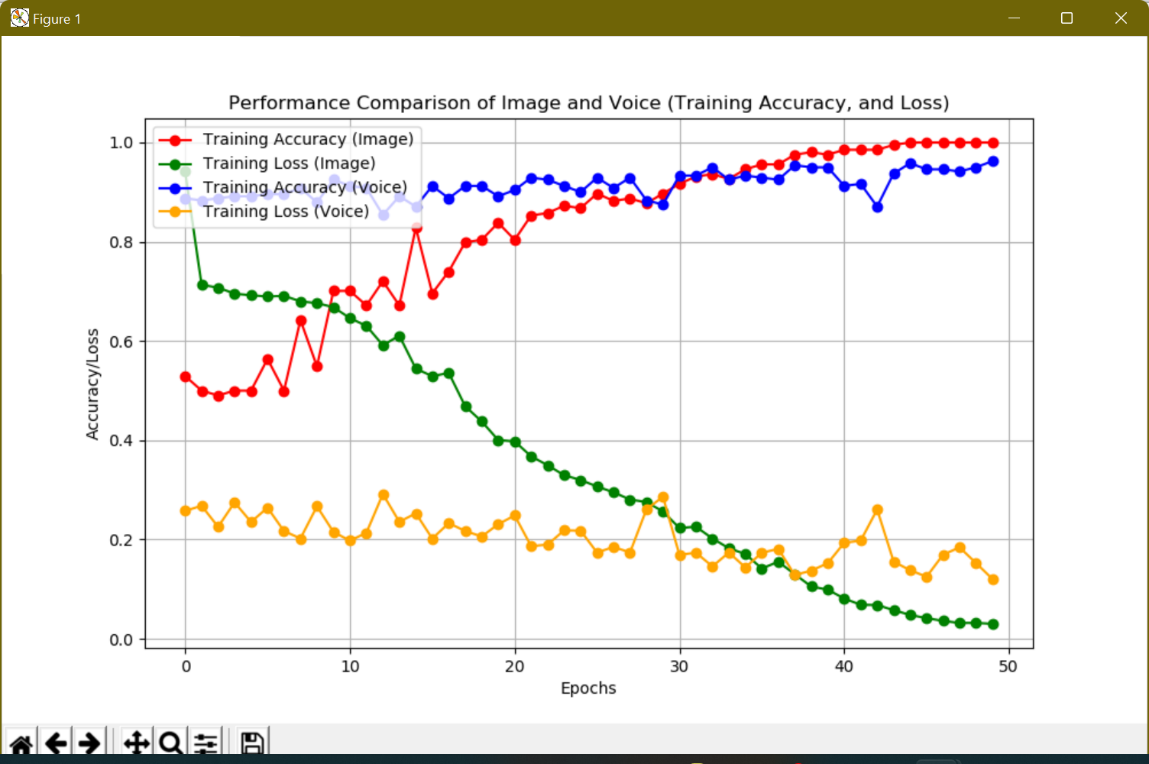 Figure 1
Performance Comparison of Image and Voice (Training Accuracy, and Loss)
Training Accuracy (Image)
Training Loss (Image)
Training Accuracy (Voice)
Training Loss (Voice)
Accuracy/Loss
1.0
0.8
0.6
0.4
0.2
0.0
0 10 20 30 40 50
Epochs